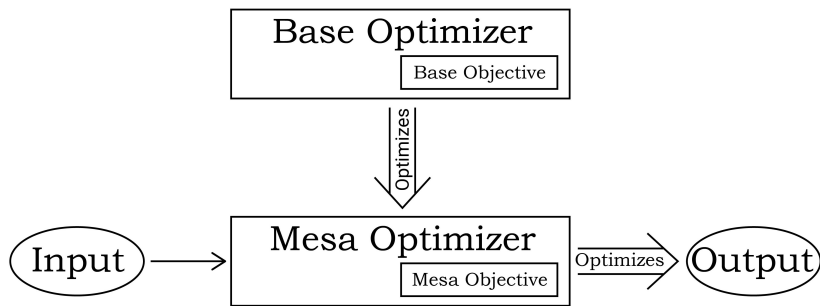 Base Optimizer
Base Objective
Optimizes
Input
Mesa Optimizer
Mesa Objective
Optimizes
Output